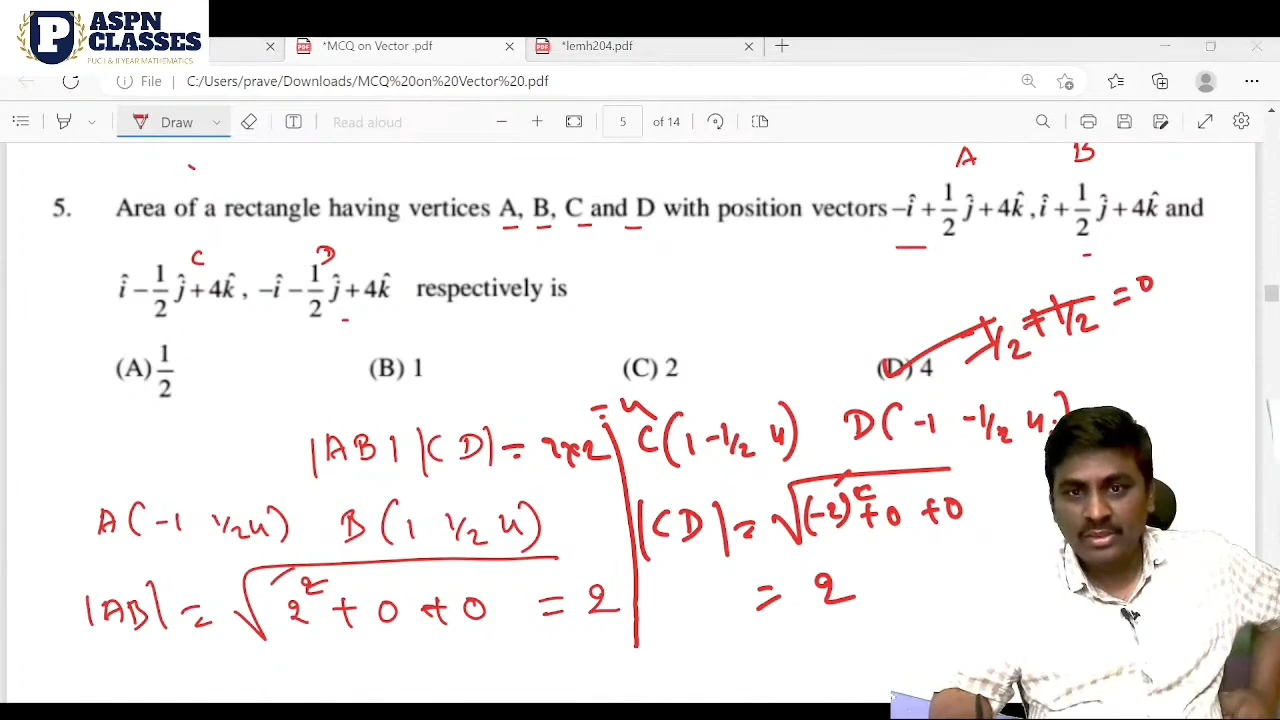 ASPN
CLASSES
PUC I & II YEAR MATHEMATICS
*MCQ on Vector .pdf
*lemh204.pdf
File
C:/Users/prave/Downloads/MCQ%20on%20Vector%20.pdf
Draw
Read aloud
5
of 14
A B
5. Area of a rectangle having vertices A, B, C and D with position vectors −î + 1/2 ĵ + 4k̂ , î + 1/2 ĵ + 4k̂ and
C D
î − 1/2 ĵ + 4k̂ , −î − 1/2 ĵ + 4k̂ respectively is
-1/2 + 1/2 = 0
(A) 1/2 (B) 1 (C) 2 (D) 4
|AB| |CD| = 2×2 = 4
C(1 -1/2 4) D(-1 -1/2 4)
A(-1 1/2 4) B(1 1/2 4)
|CD| = √(-2)² + 0 + 0
|AB| = √2² + 0 + 0 = 2
= 2